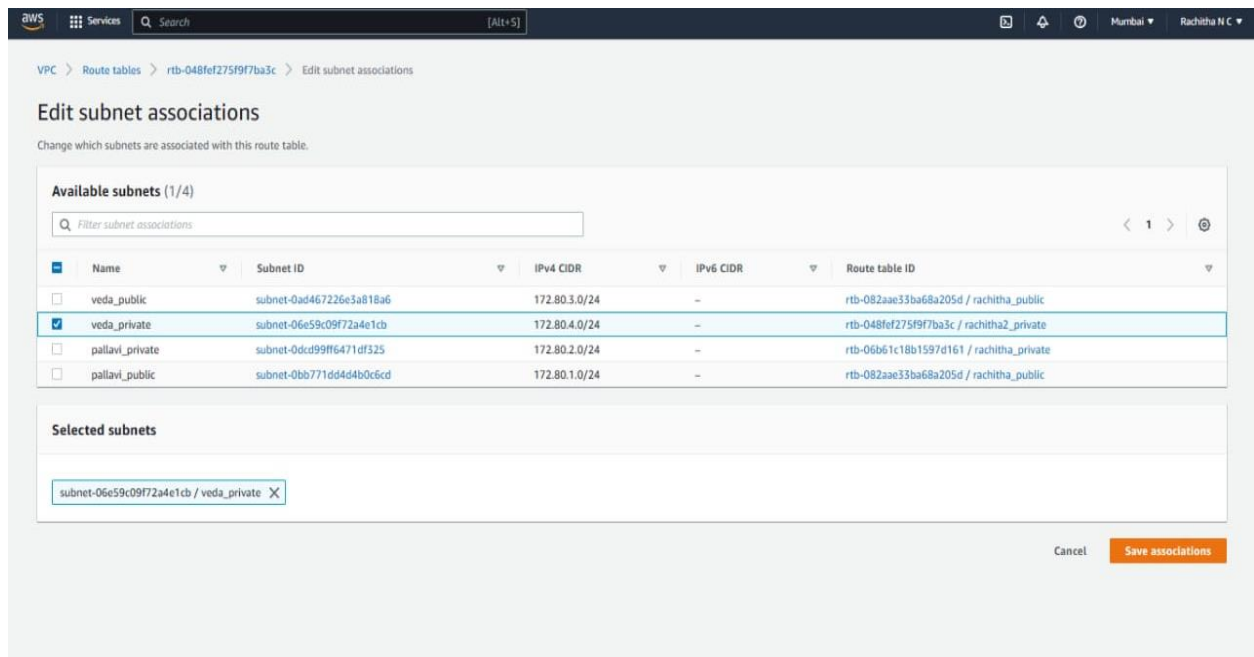 aws Services Search [Alt+S] Mumbai ▼ Rachitha N C ▼
VPC > Route tables > rtb-048fef275f9f7ba3c > Edit subnet associations
Edit subnet associations
Change which subnets are associated with this route table.
Available subnets (1/4)
Filter subnet associations < 1 >
Name Subnet ID IPv4 CIDR IPv6 CIDR Route table ID
veda_public subnet-0ad467226e3a818a6 172.80.3.0/24 – rtb-082aae33ba68a205d / rachitha_public
veda_private subnet-06e59c09f72a4e1cb 172.80.4.0/24 – rtb-048fef275f9f7ba3c / rachitha2_private
pallavi_private subnet-0dcd99ff6471df325 172.80.2.0/24 – rtb-06b61c18b1597d161 / rachitha_private
pallavi_public subnet-0bb771dd4d4b0c6cd 172.80.1.0/24 – rtb-082aae33ba68a205d / rachitha_public
Selected subnets
subnet-06e59c09f72a4e1cb / veda_private X
Cancel Save associations